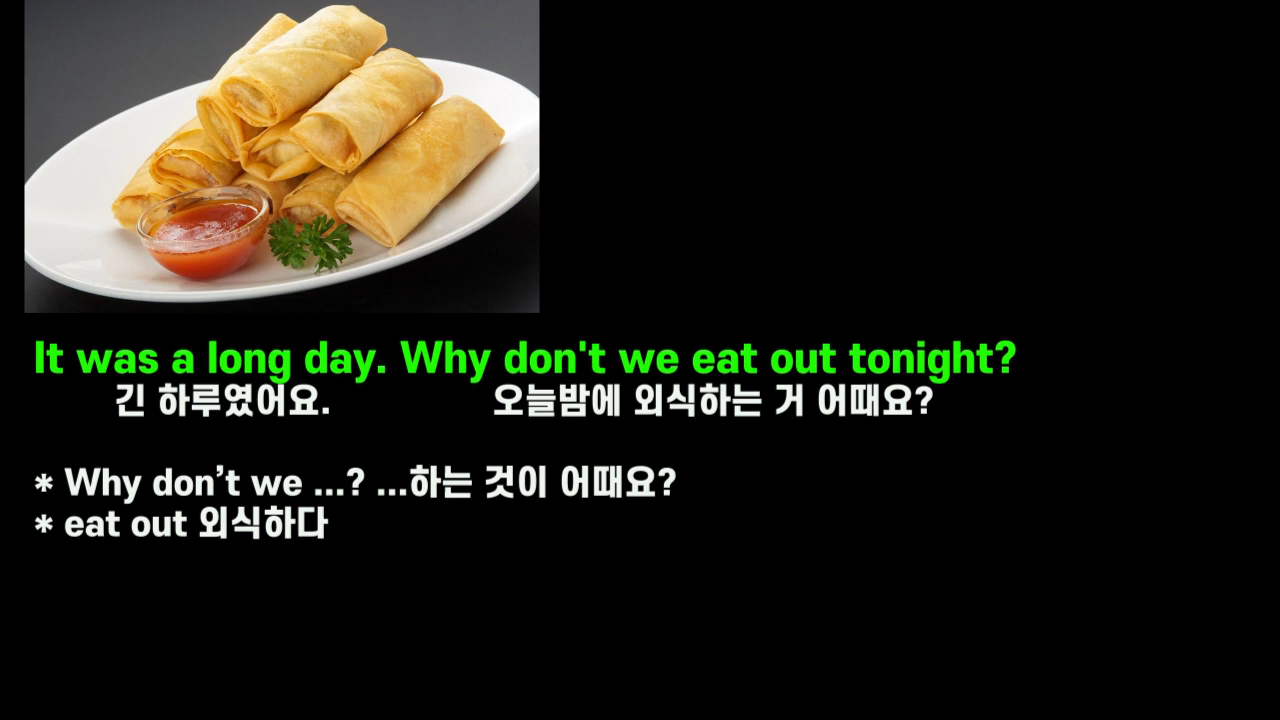 It was a long day. Why don't we eat out tonight?
긴 하루였어요. 오늘밤에 외식하는 거 어때요?
* Why don’t we ...? ...하는 것이 어때요?
* eat out 외식하다